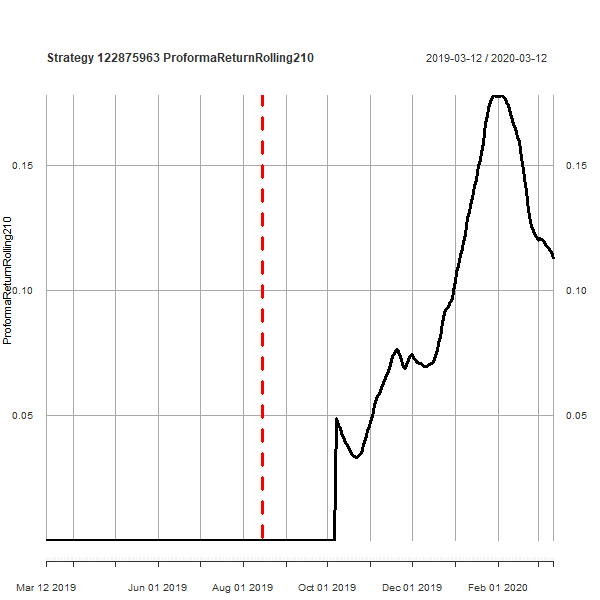 Strategy 122875963 ProformaReturnRolling210
2019-03-12 / 2020-03-12
ProformaReturnRolling210
0.15
0.10
0.05
0.15
0.10
0.05
Mar 12 2019
Jun 01 2019
Aug 01 2019
Oct 01 2019
Dec 01 2019
Feb 01 2020